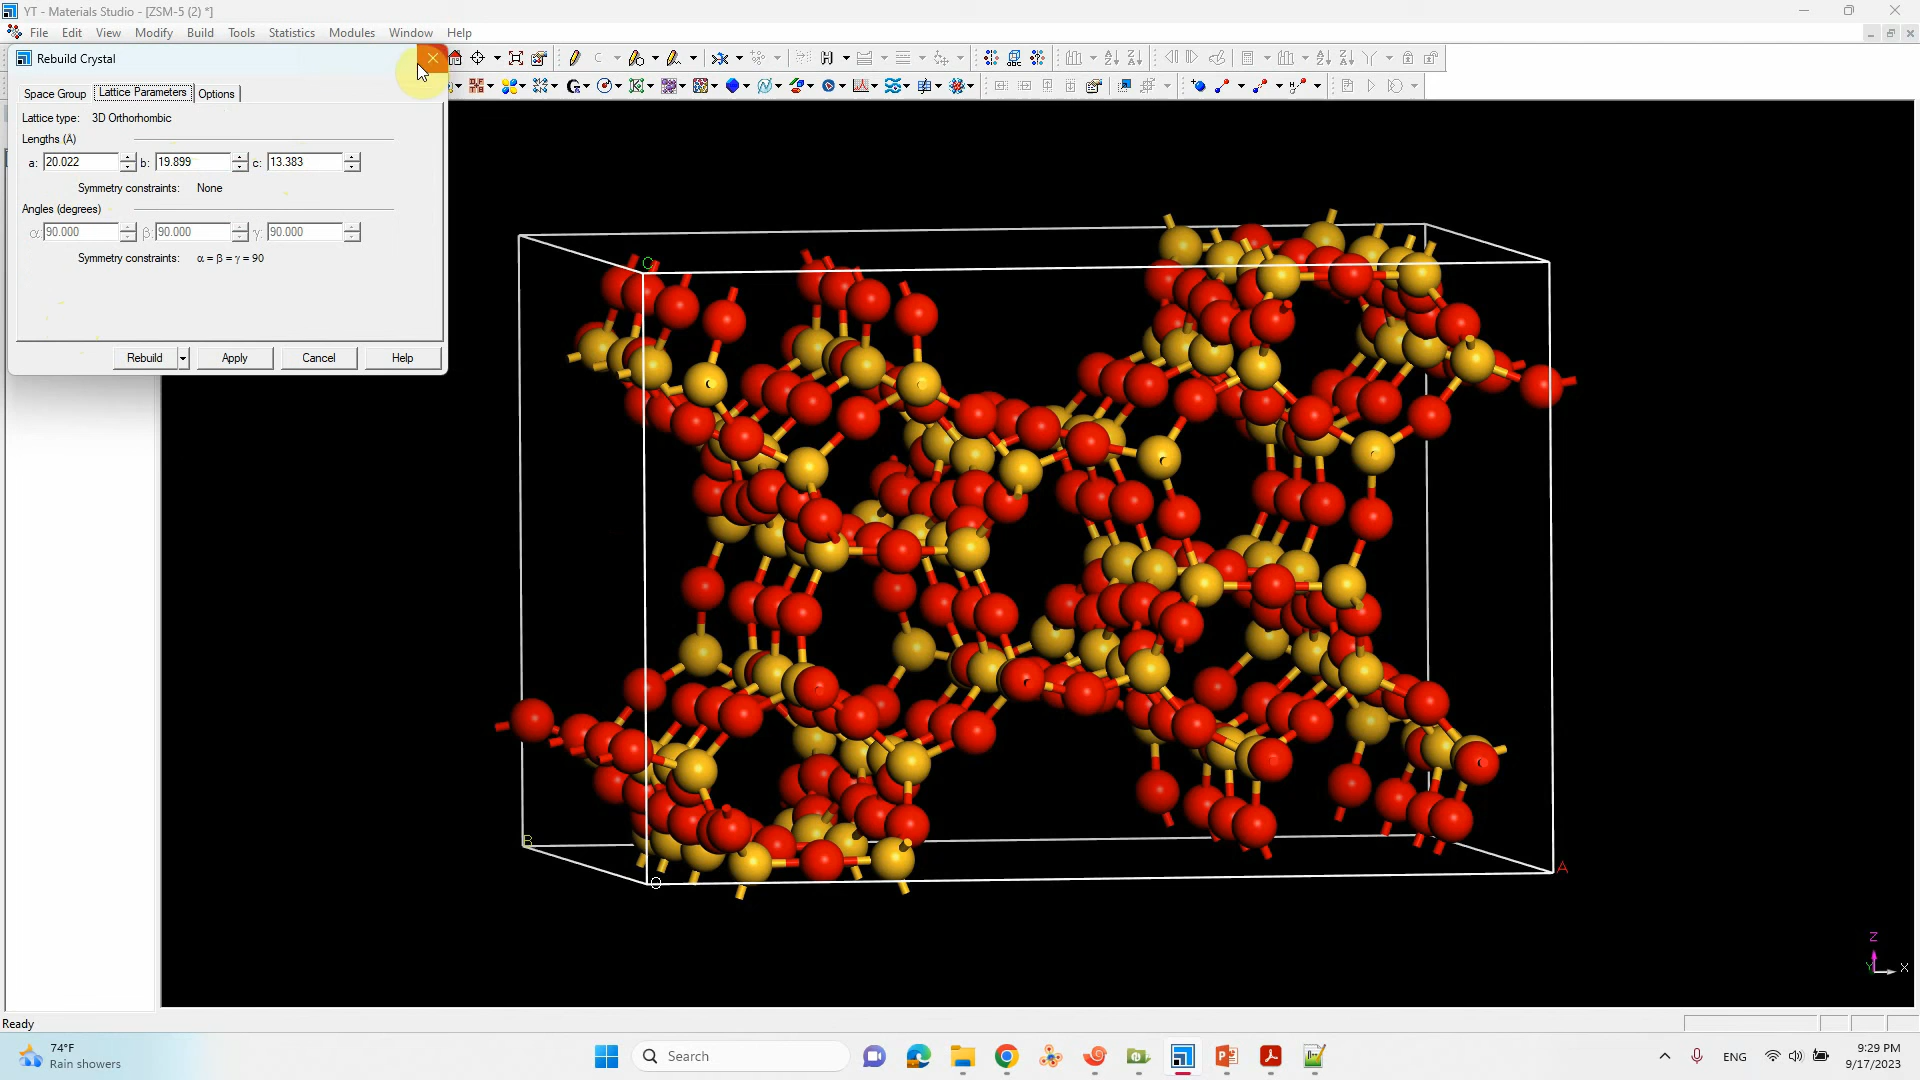 YT - Materials Studio - [ZSM-5 (2) *]
File Edit View Modify Build Tools Statistics Modules Window Help
Rebuild Crystal
Space Group Lattice Parameters Options
Lattice type: 3D Orthorhombic
Lengths (Å)
a: 20.022 b: 19.899 c: 13.383
Symmetry constraints: None
Angles (degrees)
α: 90.000 β: 90.000 γ: 90.000
Symmetry constraints: α = β = γ = 90
Rebuild Apply Cancel Help
C
B
O
A
Z
Y X
Ready
74°F
Rain showers
Search
ENG
9:29 PM
9/17/2023